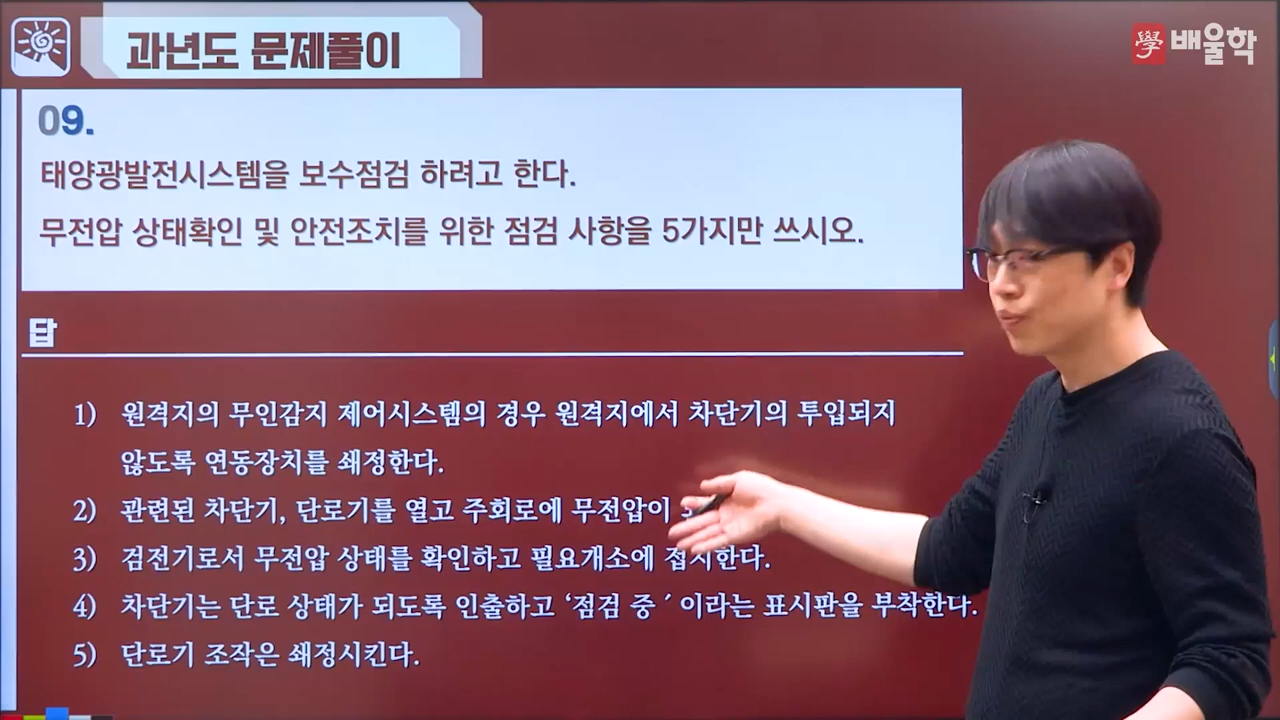 과년도 문제풀이
學 배울학
09.
태양광발전시스템을 보수점검 하려고 한다.
무전압 상태확인 및 안전조치를 위한 점검 사항을 5가지만 쓰시오.
답
1) 원격지의 무인감지 제어시스템의 경우 원격지에서 차단기의 투입되지
않도록 연동장치를 쇄정한다.
2) 관련된 차단기, 단로기를 열고 주회로에 무전압이
3) 검전기로서 무전압 상태를 확인하고 필요개소에 접지한다.
4) 차단기는 단로 상태가 되도록 인출하고 ‘점검 중 ′ 이라는 표시판을 부착한다.
5) 단로기 조작은 쇄정시킨다.